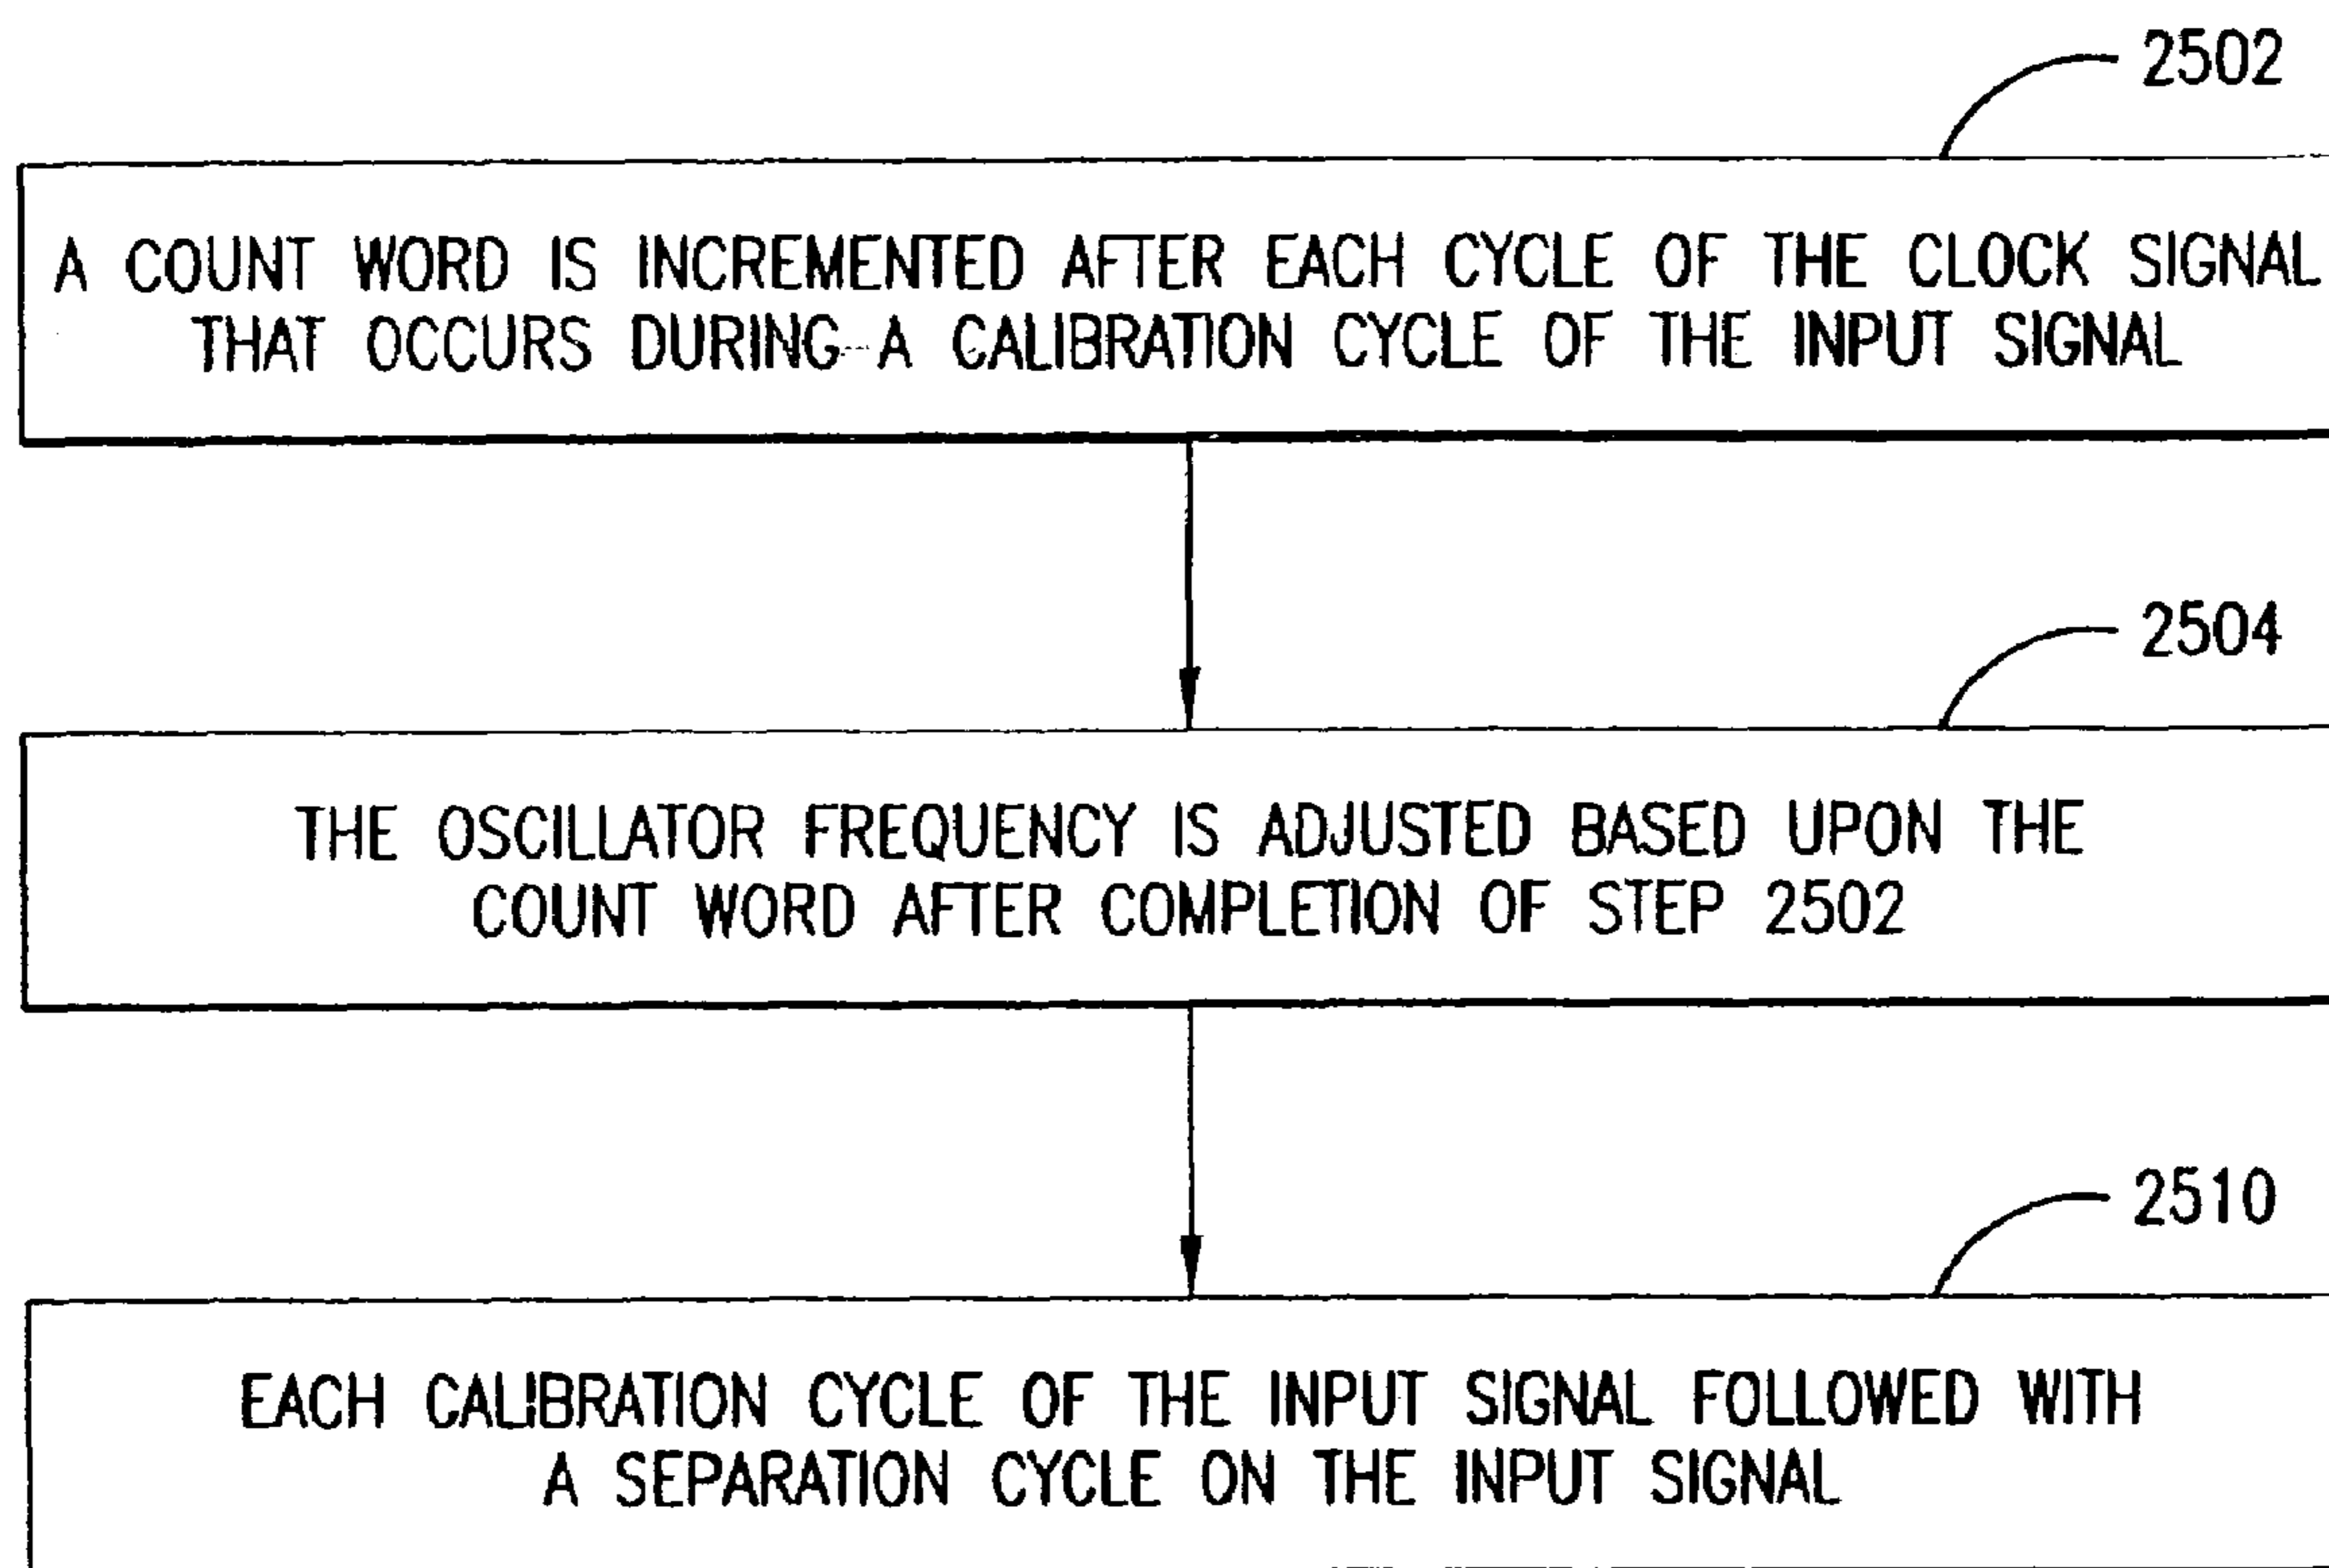 2502
A COUNT WORD IS INCREMENTED AFTER EACH CYCLE OF THE CLOCK SIGNAL
THAT OCCURS DURING A CALIBRATION CYCLE OF THE INPUT SIGNAL
2504
THE OSCILLATOR FREQUENCY IS ADJUSTED BASED UPON THE
COUNT WORD AFTER COMPLETION OF STEP 2502
2510
EACH CALIBRATION CYCLE OF THE INPUT SIGNAL FOLLOWED WITH
A SEPARATION CYCLE ON THE INPUT SIGNAL